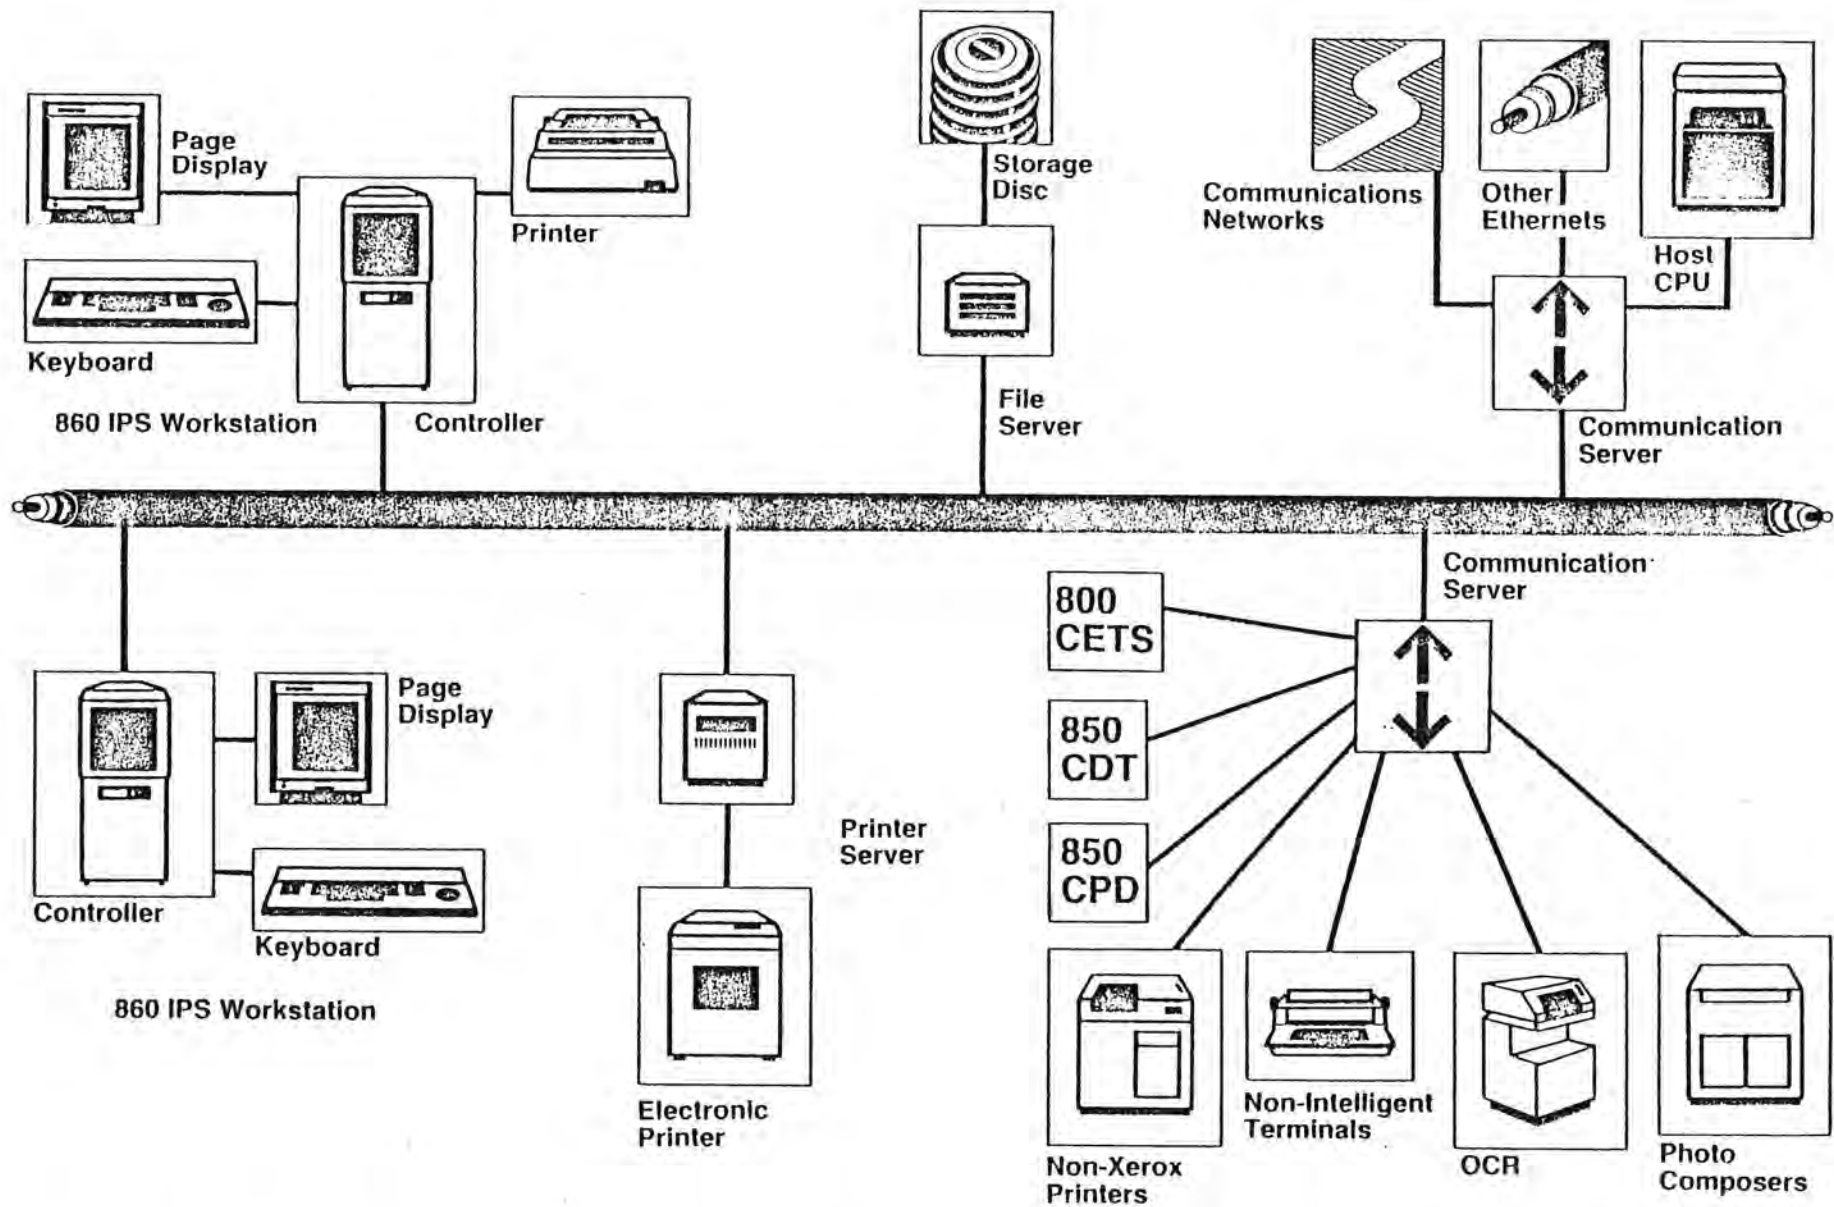 Page
Display
Printer
Keyboard
860 IPS Workstation
Controller
Storage
Disc
File
Server
Communications
Networks
Other
Ethernets
Host
CPU
Communication
Server
Controller
Page
Display
Keyboard
860 IPS Workstation
Printer
Server
Electronic
Printer
Communication
Server
800
CETS
850
CDT
850
CPD
Non-Xerox
Printers
Non-Intelligent
Terminals
OCR
Photo
Composers